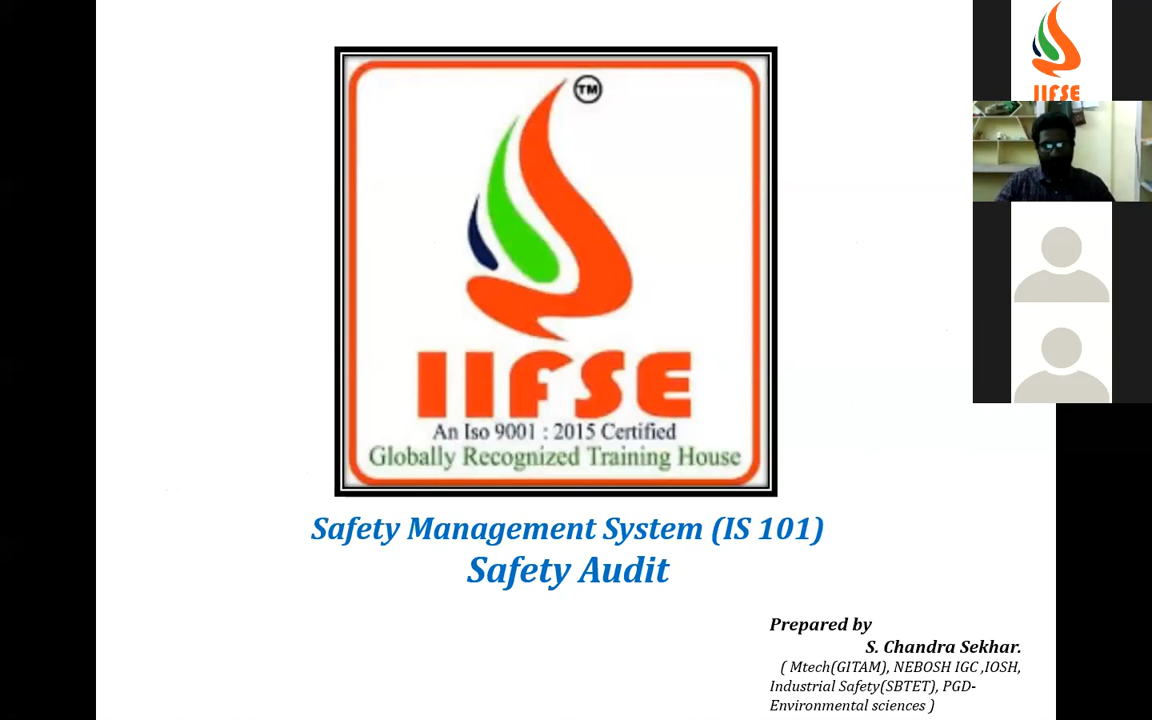 TM
IIFSE
An Iso 9001 : 2015 Certified
Globally Recognized Training House
Safety Management System (IS 101)
Safety Audit
Prepared by
S. Chandra Sekhar.
( Mtech(GITAM), NEBOSH IGC ,IOSH,
Industrial Safety(SBTET), PGD-
Environmental sciences )
IIFSE